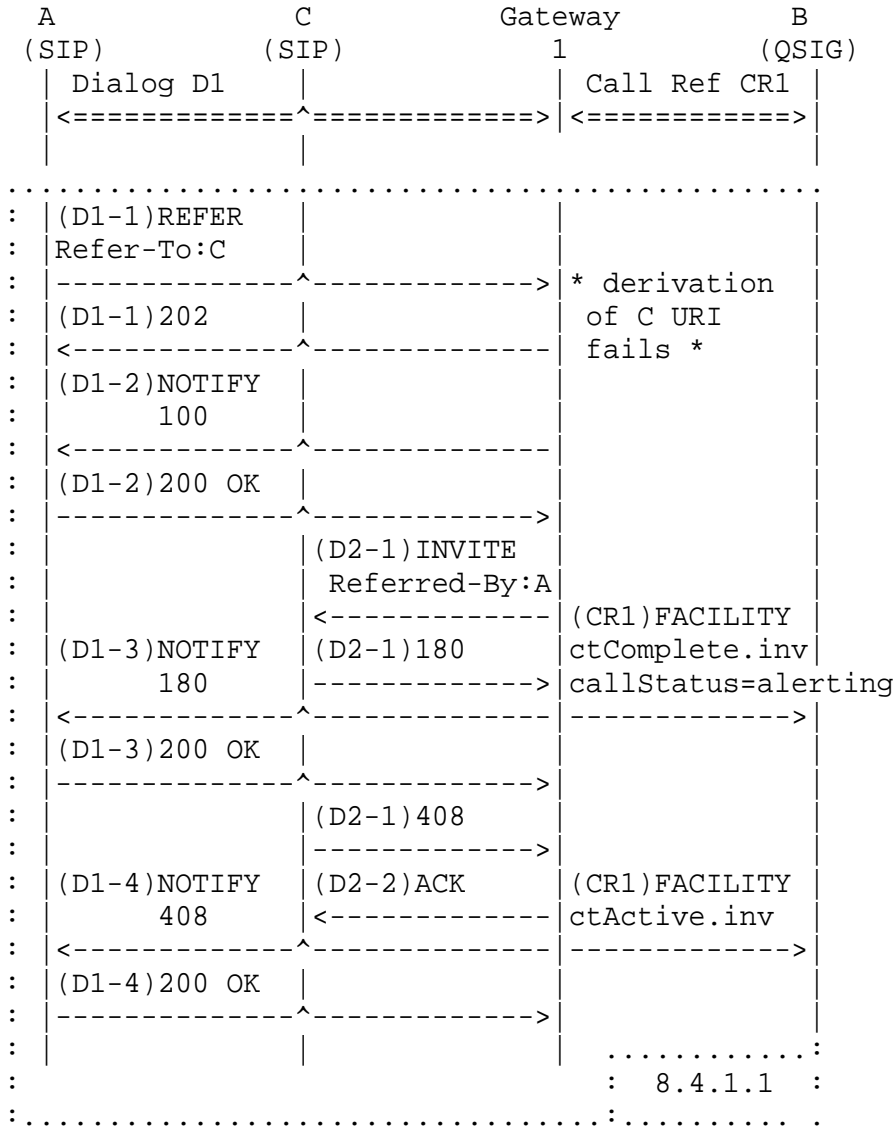 A C Gateway B
(SIP) (SIP) 1 (QSIG)
| Dialog D1 | | Call Ref CR1 |
|<=============^=============>|<============>|
| | |
.................................................
: |(D1-1)REFER | | |
: |Refer-To:C | | |
: |--------------^------------->|* derivation |
: |(D1-1)202 | | of C URI |
: |<-------------^--------------| fails * |
: |(D1-2)NOTIFY | | |
: | 100 | | |
: |<-------------^--------------| |
: |(D1-2)200 OK | | |
: |--------------^------------->| |
: | |(D2-1)INVITE | |
: | | Referred-By:A| |
: | |<-------------|(CR1)FACILITY |
: |(D1-3)NOTIFY |(D2-1)180 |ctComplete.inv|
: | 180 |------------->|callStatus=alerting
: |<-------------^--------------|------------->|
: |(D1-3)200 OK | | |
: |--------------^------------->| |
: | |(D2-1)408 | |
: | |------------->| |
: |(D1-4)NOTIFY |(D2-2)ACK |(CR1)FACILITY |
: | 408 |<-------------|ctActive.inv |
: |<-------------^--------------|------------->|
: |(D1-4)200 OK | | |
: |--------------^------------->| |
: | | | ............:
: : 8.4.1.1 :
:...................................:.......... .